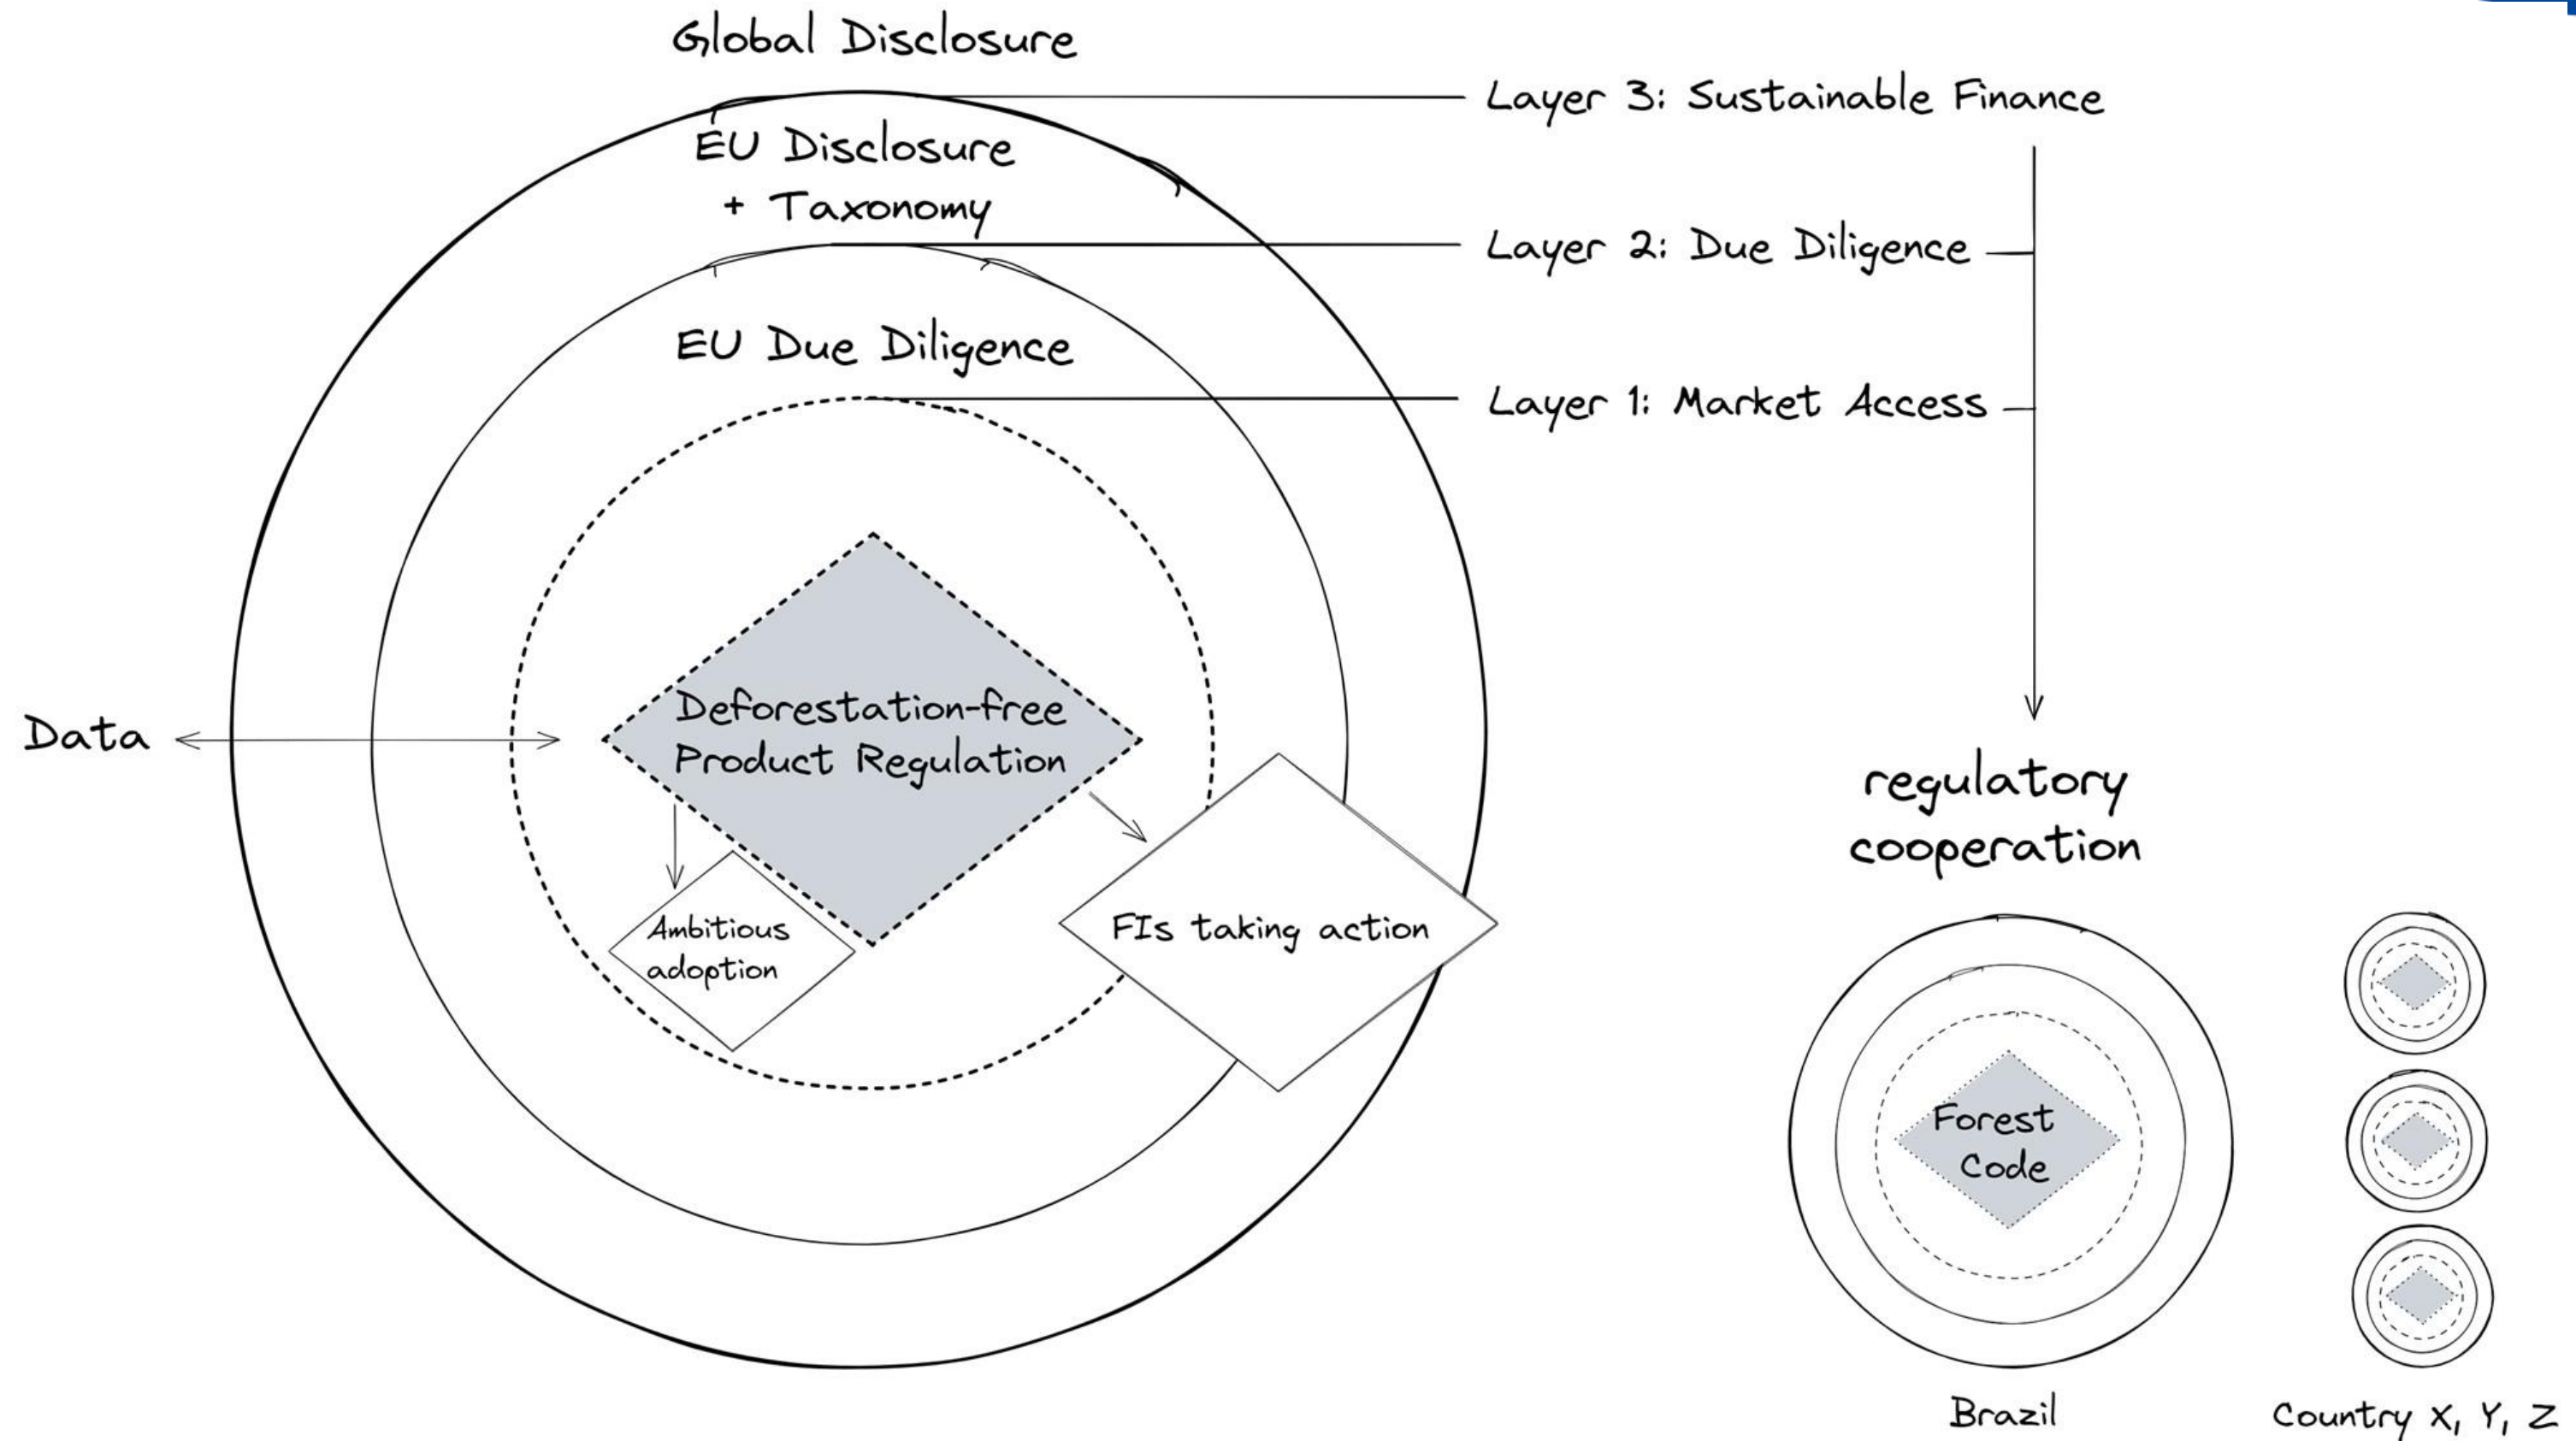 Global Disclosure
Layer 3: Sustainable Finance
EU Disclosure
+ Taxonomy
Layer 2: Due Diligence
EU Due Diligence
Layer 1: Market Access
Data
Deforestation-free
Product Regulation
Ambitious
adoption
FIs taking action
regulatory
cooperation
Forest
Code
Brazil
Country X, Y, Z